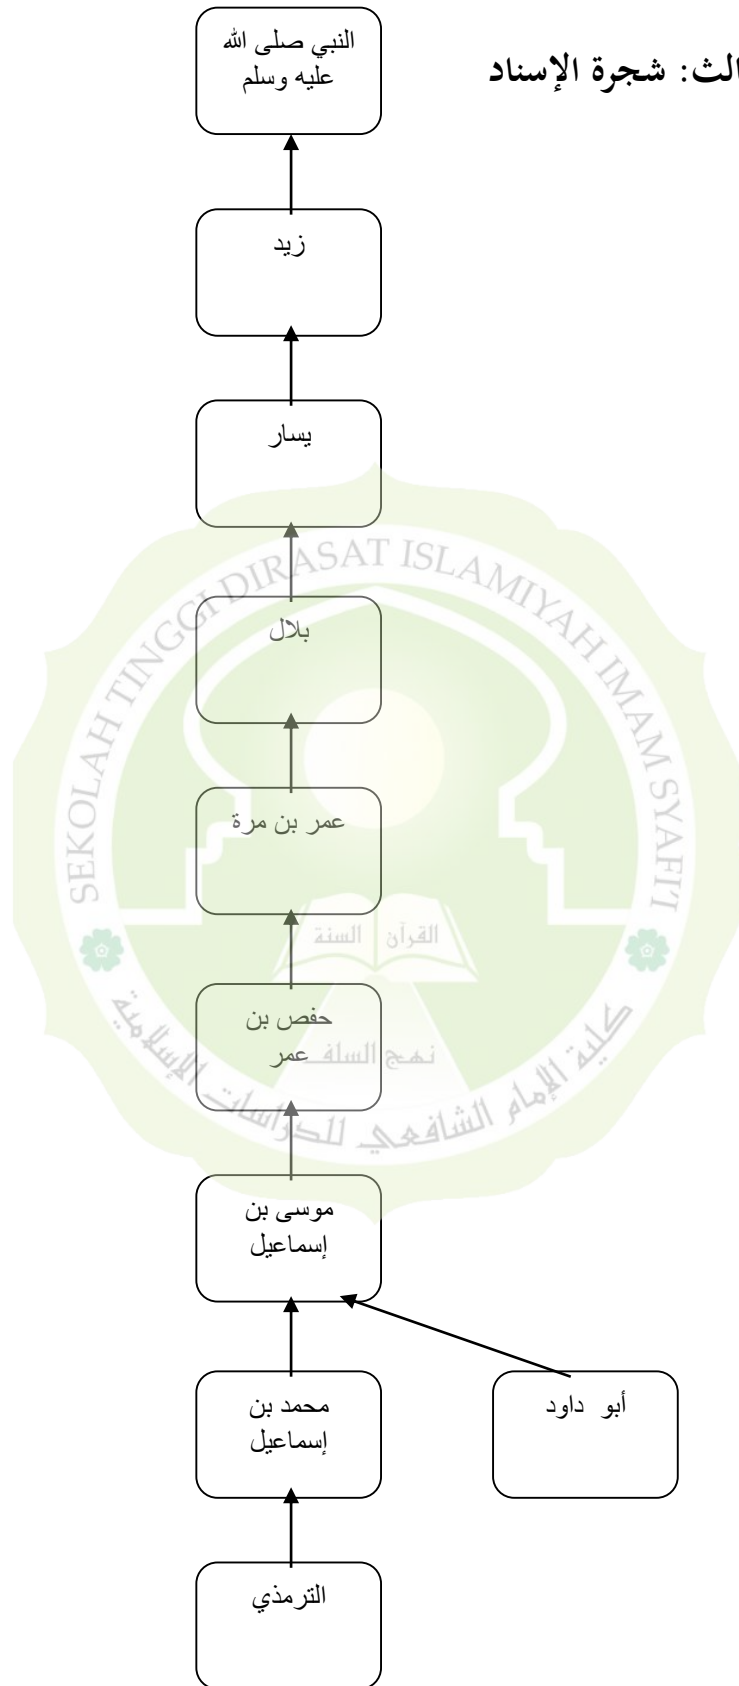 الث: شجرة الإسناد
النبي صلى الله
عليه وسلم
زيد
يسار
بلال
عمر بن مرة
حفص بن
عمر
موسى بن
إسماعيل
محمد بن
إسماعيل
أبو داود
الترمذي
SEKOLAH TINGGI DIRASAT ISLAMIYAH IMAM SYAFI'I
القرآن السنة
نهج السلف
كلية الإمام الشافعي للدراسات الإسلامية